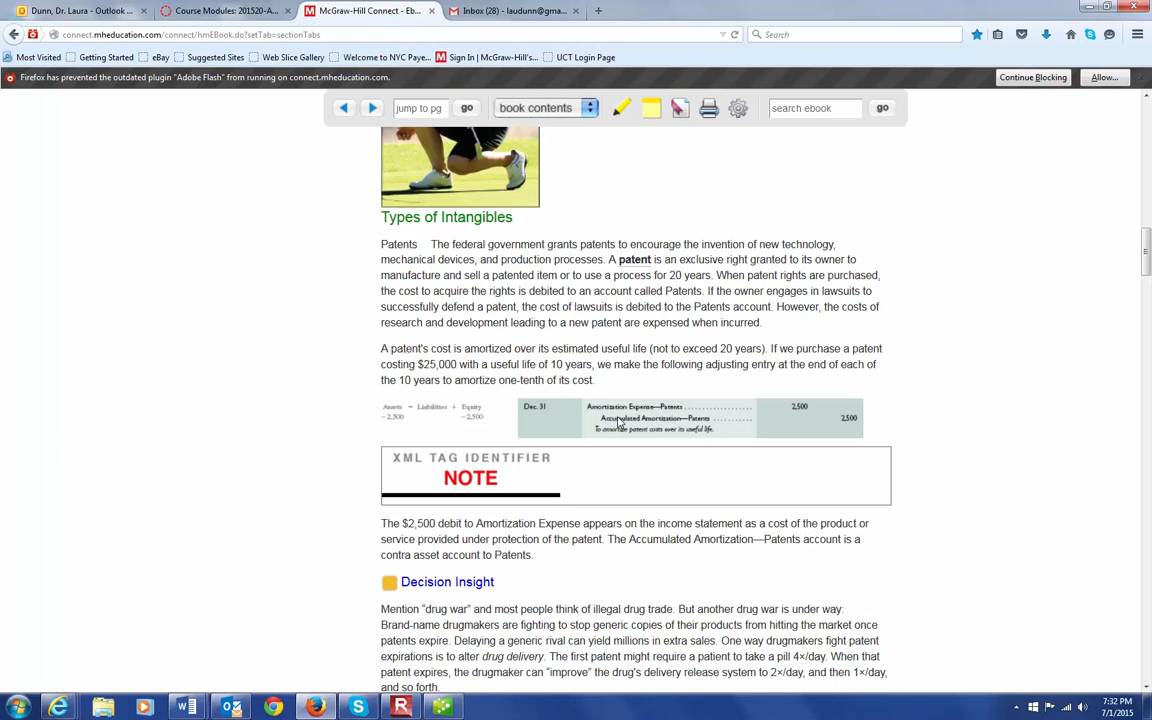 Dunn, Dr. Laura - Outlook ...
Course Modules: 201520-A...
McGraw-Hill Connect - Eb...
Inbox (28) - laudunn@gma...
connect.mheducation.com/connect/hmEBook.do?setTab=sectionTabs
Search
Most Visited
Getting Started
eBay
Suggested Sites
Web Slice Gallery
Welcome to NYC Paye...
Sign In | McGraw-Hill's...
UCT Login Page
Firefox has prevented the outdated plugin "Adobe Flash" from running on connect.mheducation.com.
Continue Blocking
Allow...
jump to pg
go
book contents
search ebook
go
Types of Intangibles
Patents The federal government grants patents to encourage the invention of new technology,
mechanical devices, and production processes. A patent is an exclusive right granted to its owner to
manufacture and sell a patented item or to use a process for 20 years. When patent rights are purchased,
the cost to acquire the rights is debited to an account called Patents. If the owner engages in lawsuits to
successfully defend a patent, the cost of lawsuits is debited to the Patents account. However, the costs of
research and development leading to a new patent are expensed when incurred.
A patent's cost is amortized over its estimated useful life (not to exceed 20 years). If we purchase a patent
costing $25,000 with a useful life of 10 years, we make the following adjusting entry at the end of each of
the 10 years to amortize one-tenth of its cost.
Assets = Liabilities + Equity
−2,500 −2,500
Dec. 31 Amortization Expense—Patents 2,500
Accumulated Amortization—Patents 2,500
To amortize patent costs over its useful life.
XML TAG IDENTIFIER
NOTE
The $2,500 debit to Amortization Expense appears on the income statement as a cost of the product or
service provided under protection of the patent. The Accumulated Amortization—Patents account is a
contra asset account to Patents.
Decision Insight
Mention "drug war" and most people think of illegal drug trade. But another drug war is under way:
Brand-name drugmakers are fighting to stop generic copies of their products from hitting the market once
patents expire. Delaying a generic rival can yield millions in extra sales. One way drugmakers fight patent
expirations is to alter drug delivery. The first patent might require a patient to take a pill 4×/day. When that
patent expires, the drugmaker can "improve" the drug's delivery release system to 2×/day, and then 1×/day,
and so forth.
7:32 PM
7/1/2015